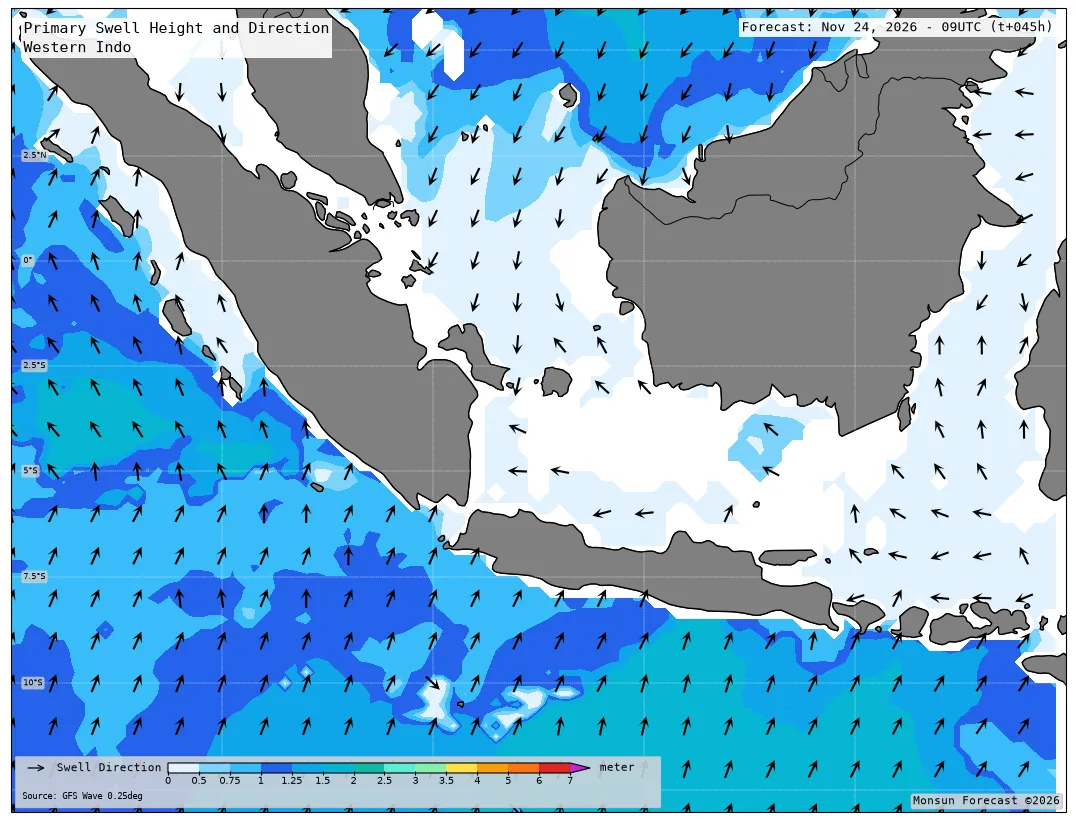 Primary Swell Height and Direction
Western Indo
Forecast: Nov 24, 2026 - 09UTC (t+045h)
2.5°N
0°
2.5°S
5°S
7.5°S
10°S
Swell Direction
0 0.5 0.75 1 1.25 1.5 2 2.5 3 3.5 4 5 6 7
meter
Source: GFS Wave 0.25deg
Monsun Forecast ©2026